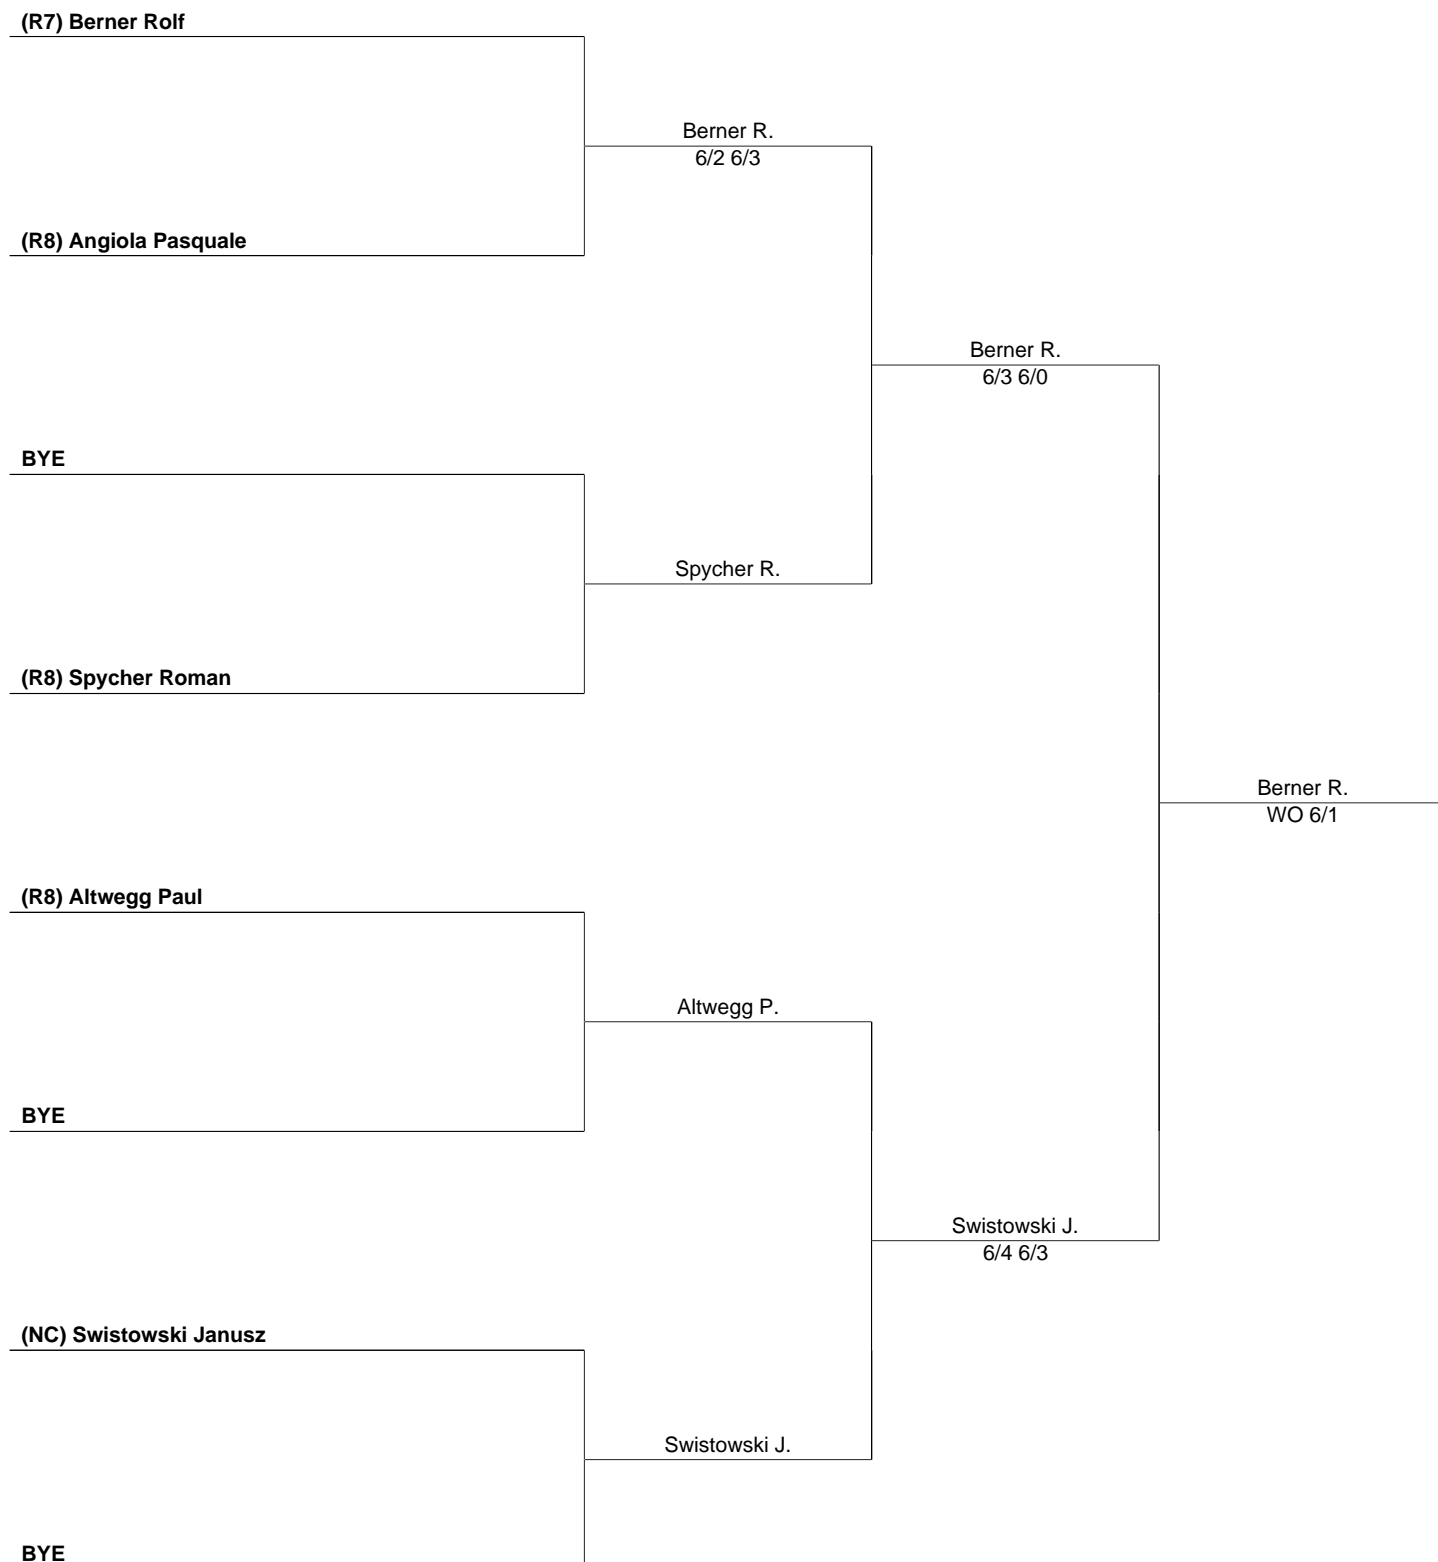 (R7) Berner Rolf
Berner R.
6/2 6/3
(R8) Angiola Pasquale
Berner R.
6/3 6/0
BYE
Spycher R.
(R8) Spycher Roman
Berner R.
WO 6/1
(R8) Altwegg Paul
Altwegg P.
BYE
Swistowski J.
6/4 6/3
(NC) Swistowski Janusz
Swistowski J.
BYE